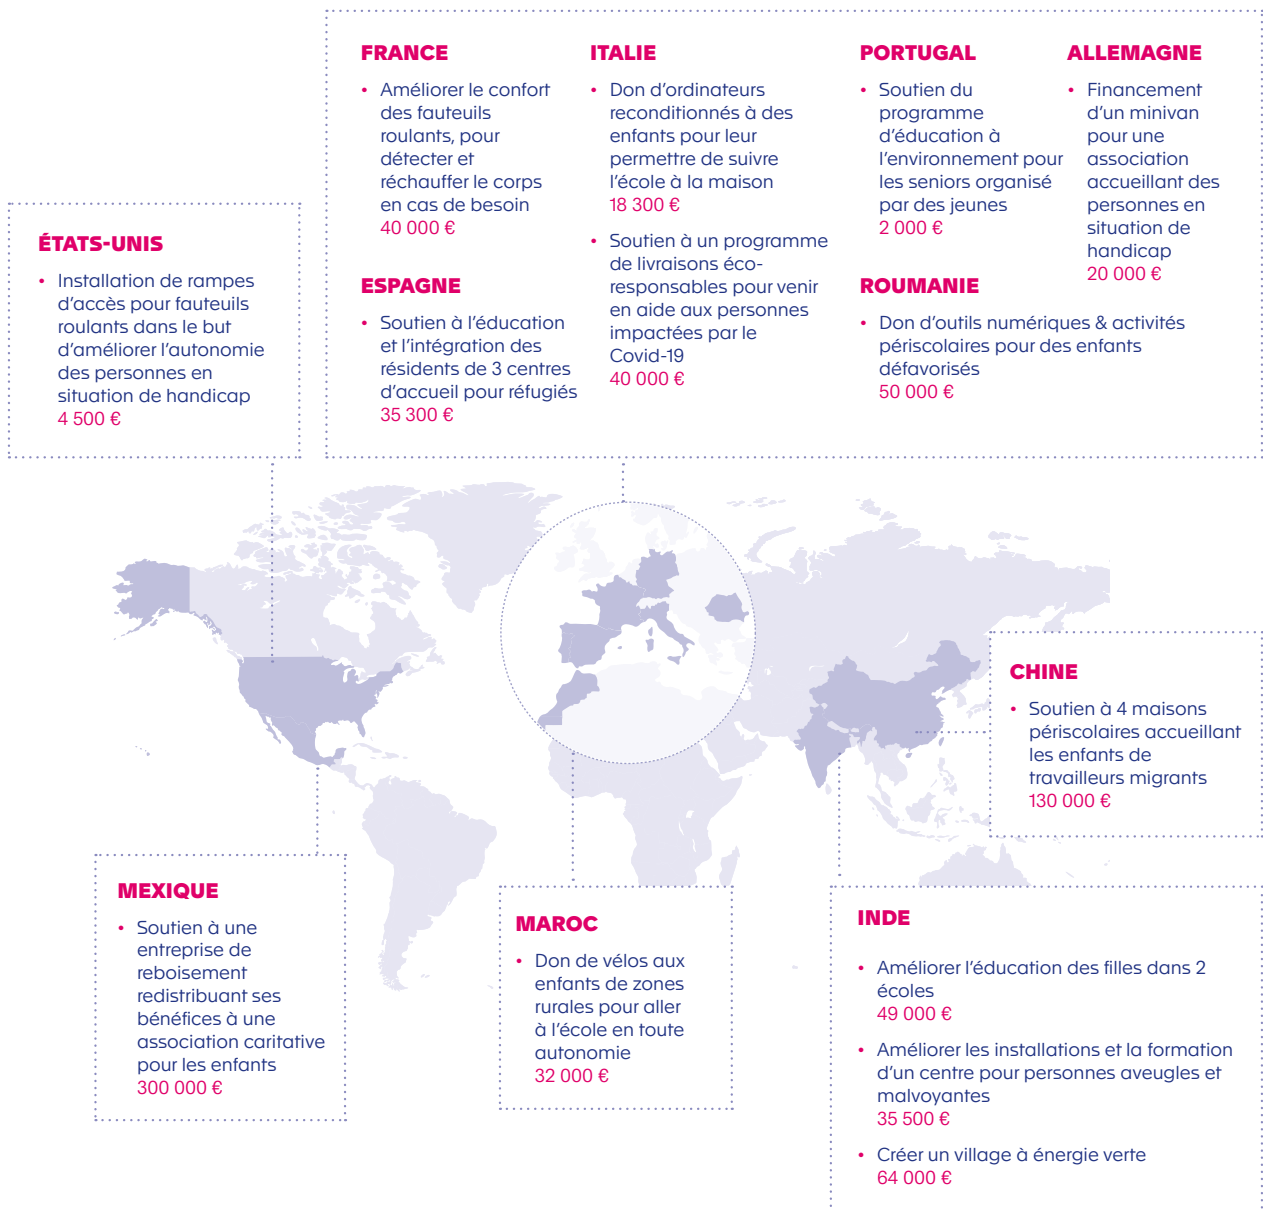 FRANCE
• Améliorer le confort
des fauteuils
roulants, pour
détecter et
réchauffer le corps
en cas de besoin
40 000 €
ESPAGNE
• Soutien à l’éducation
et l’intégration des
résidents de 3 centres
d’accueil pour réfugiés
35 300 €
ITALIE
• Don d’ordinateurs
reconditionnés à des
enfants pour leur
permettre de suivre
l’école à la maison
18 300 €
• Soutien à un programme
de livraisons éco-
responsables pour venir
en aide aux personnes
impactées par le
Covid-19
40 000 €
PORTUGAL
• Soutien du
programme
d’éducation à
l’environnement pour
les seniors organisé
par des jeunes
2 000 €
ALLEMAGNE
• Financement
d’un minivan
pour une
association
accueillant des
personnes en
situation de
handicap
20 000 €
ROUMANIE
• Don d’outils numériques & activités
périscolaires pour des enfants
défavorisés
50 000 €
ÉTATS-UNIS
• Installation de rampes
d’accès pour fauteuils
roulants dans le but
d’améliorer l’autonomie
des personnes en
situation de handicap
4 500 €
CHINE
• Soutien à 4 maisons
périscolaires accueillant
les enfants de
travailleurs migrants
130 000 €
MEXIQUE
• Soutien à une
entreprise de
reboisement
redistribuant ses
bénéfices à une
association caritative
pour les enfants
300 000 €
MAROC
• Don de vélos aux
enfants de zones
rurales pour aller
à l’école en toute
autonomie
32 000 €
INDE
• Améliorer l’éducation des filles dans 2
écoles
49 000 €
• Améliorer les installations et la formation
d’un centre pour personnes aveugles et
malvoyantes
35 500 €
• Créer un village à énergie verte
64 000 €